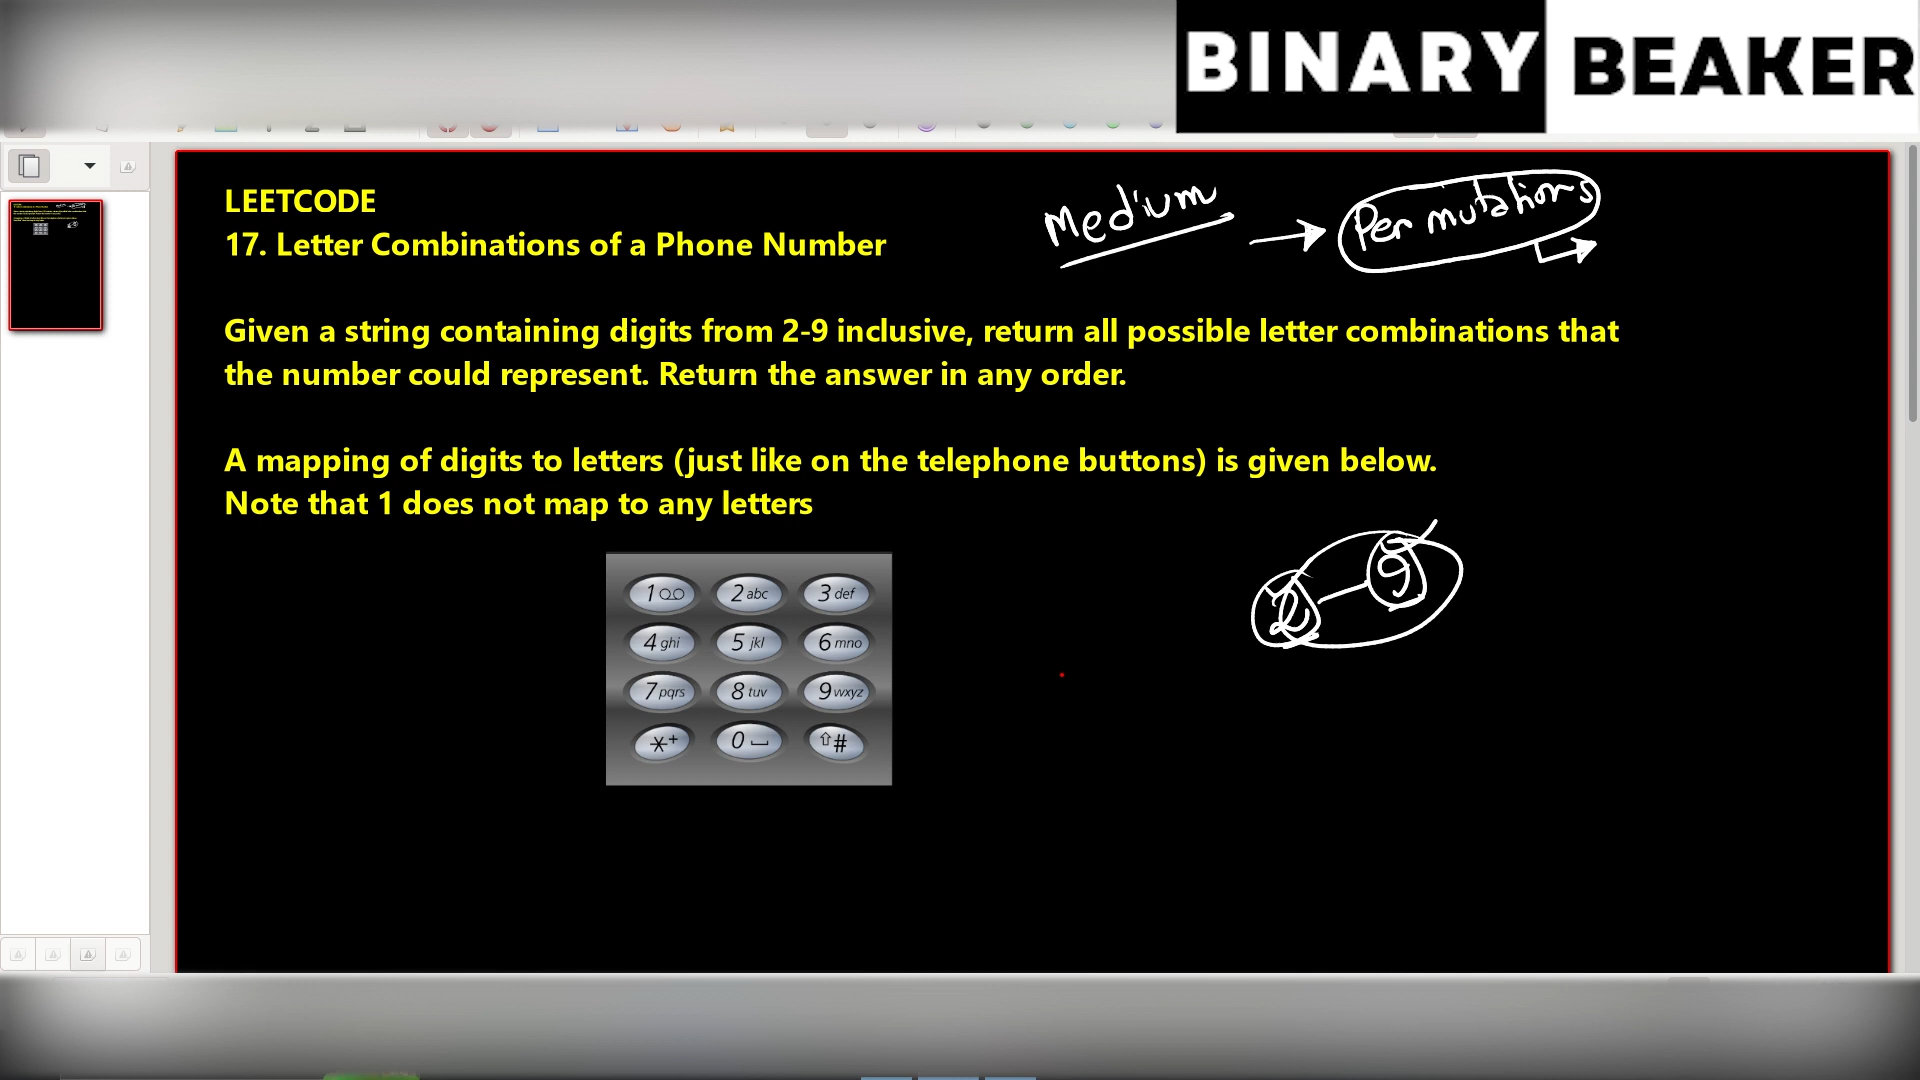 BINARY BEAKER
LEETCODE
17. Letter Combinations of a Phone Number
Medium
Permutations
Given a string containing digits from 2-9 inclusive, return all possible letter combinations that
the number could represent. Return the answer in any order.
A mapping of digits to letters (just like on the telephone buttons) is given below.
Note that 1 does not map to any letters
2 - 9
1 2 abc 3 def
4 ghi 5 jkl 6 mno
7 pqrs 8 tuv 9 wxyz
*+ 0 #